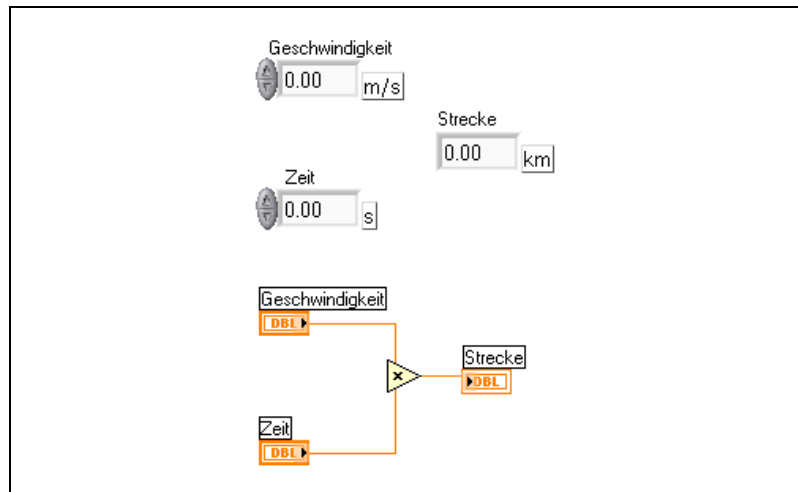 Geschwindigkeit
0.00 m/s
Strecke
0.00 km
Zeit
0.00 s
Geschwindigkeit
DBL
×
Strecke
DBL
Zeit
DBL